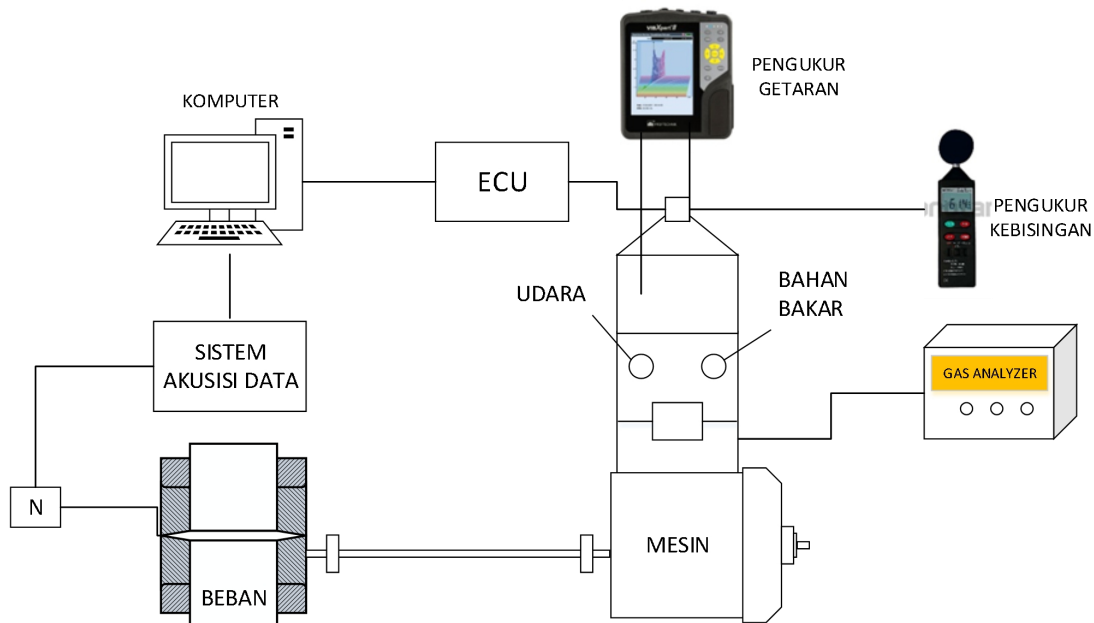 PENGUKUR
GETARAN
KOMPUTER
ECU
PENGUKUR
KEBISINGAN
UDARA
BAHAN
BAKAR
SISTEM
AKUSISI DATA
GAS ANALYZER
N
MESIN
BEBAN